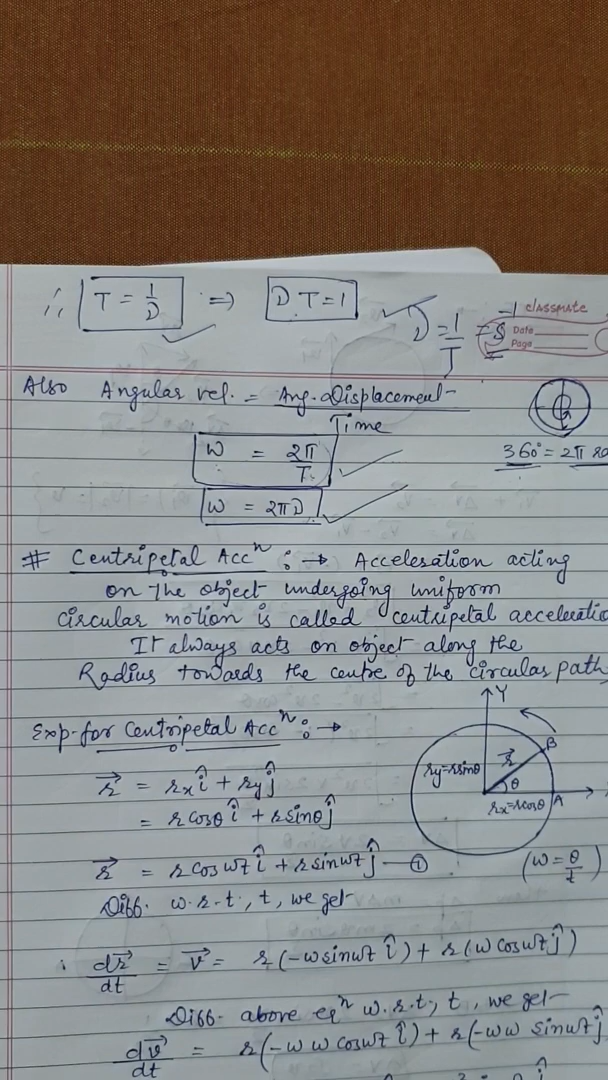 ∴ T = 1/ν ⇒ ν T = 1 ν = 1/T = s⁻¹
classmate
Date
Page
Also Angular vel. = Ang. Displacement / Time
ω = 2π/T
360° = 2π
ω = 2πν
# Centripetal Accⁿ :→ Acceleration acting
on the object undergoing uniform
circular motion is called centripetal
It always acts on object along the
Radius towards the centre of the circular path
Y
Exp. for Centripetal Accⁿ :→
B
r⃗
ry = r sinθ
θ
rx = r cosθ
A
r⃗ = rx î + ry ĵ
= r cosθ î + r sinθ ĵ
r⃗ = r cos ωt î + r sin ωt ĵ — ①
(ω = θ/t)
Diff. w.r.t., t, we get
dr⃗/dt = v⃗ = r(-ω sin ωt î) + r(ω cos ωt ĵ)
Diff. above eqⁿ w.r.t., t, we get
dv⃗/dt = r(-ω ω cos ωt î) + r(-ω ω sin ωt ĵ